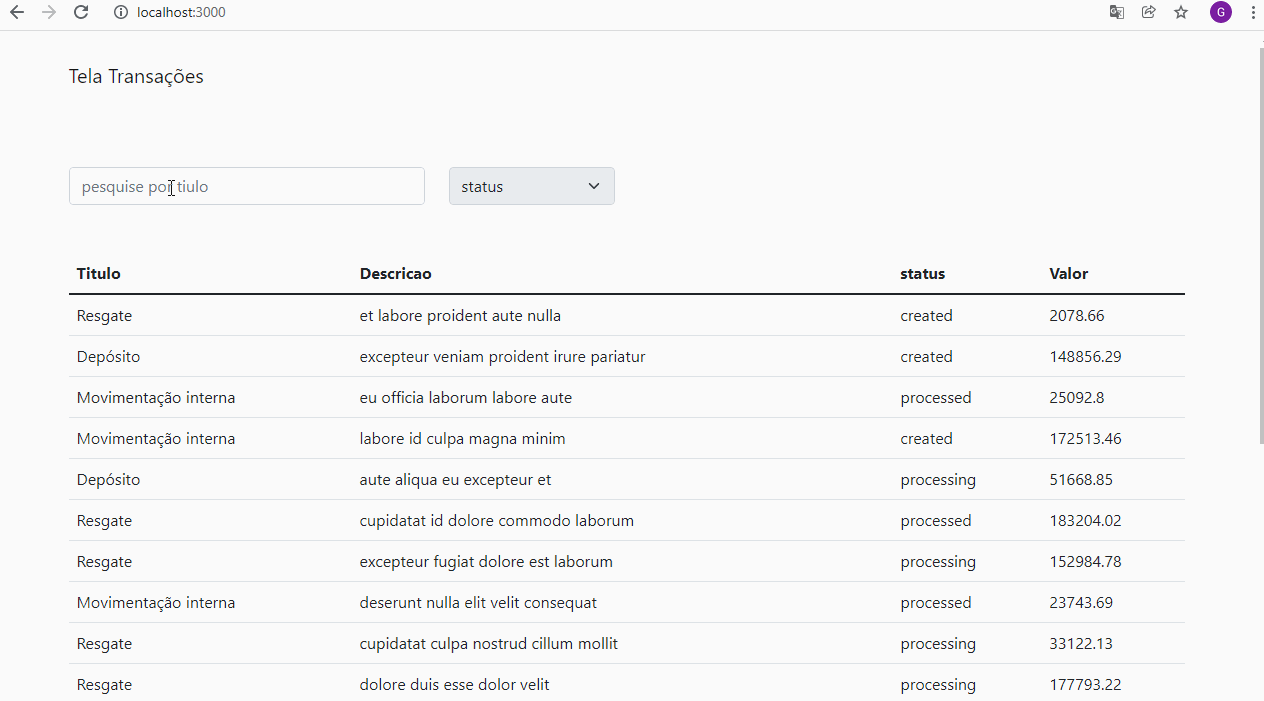 localhost:3000
G
Tela Transações
pesquise por tiulo
status
Titulo Descricao status Valor
Resgate et labore proident aute nulla created 2078.66
Depósito excepteur veniam proident irure pariatur created 148856.29
Movimentação interna eu officia laborum labore aute processed 25092.8
Movimentação interna labore id culpa magna minim created 172513.46
Depósito aute aliqua eu excepteur et processing 51668.85
Resgate cupidatat id dolore commodo laborum processed 183204.02
Resgate excepteur fugiat dolore est laborum processing 152984.78
Movimentação interna deserunt nulla elit velit consequat processed 23743.69
Resgate cupidatat culpa nostrud cillum mollit processing 33122.13
Resgate dolore duis esse dolor velit processing 177793.22